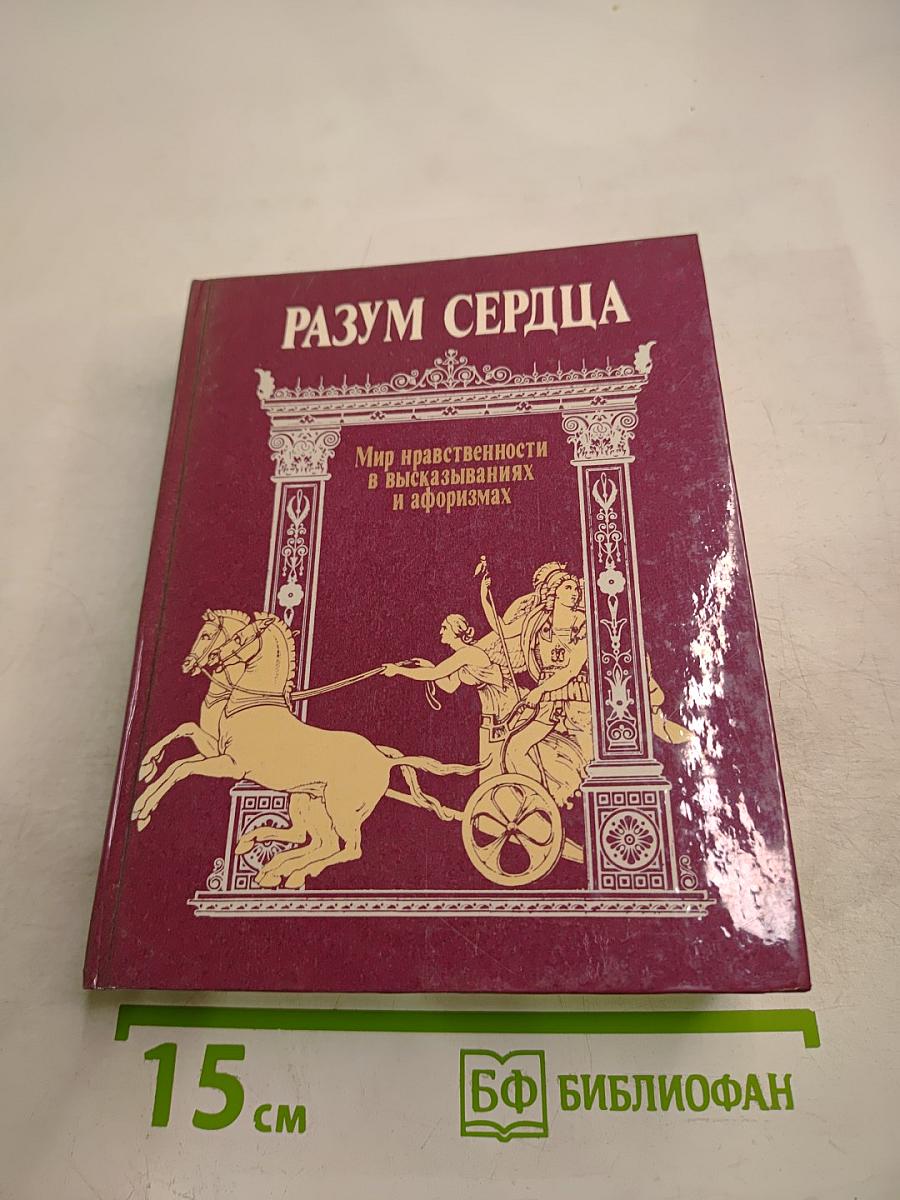 РАЗУМ СЕРДЦА
Мир нравственности
в высказываниях
и афоризмах
15 см
БФ БИБЛИОФАН